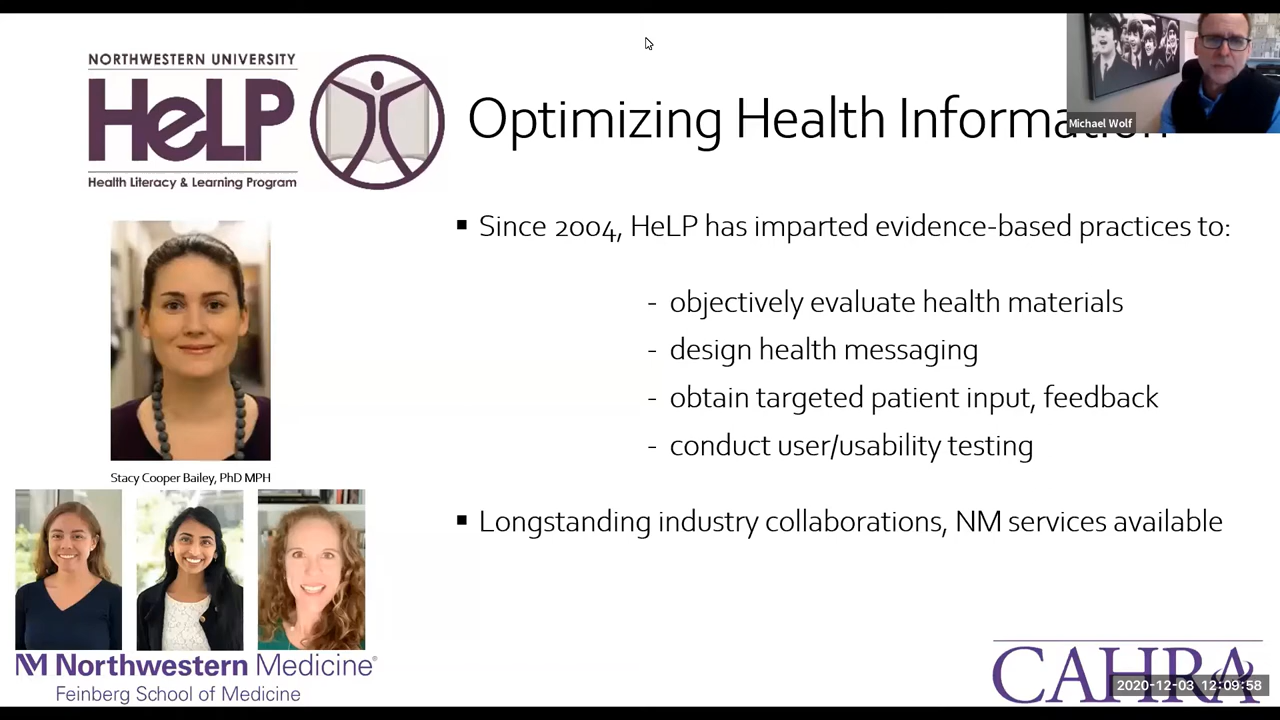 NORTHWESTERN UNIVERSITY
HeLP
Health Literacy & Learning Program
Optimizing Health Information
Michael Wolf
▪ Since 2004, HeLP has imparted evidence-based practices to:
- objectively evaluate health materials
- design health messaging
- obtain targeted patient input, feedback
- conduct user/usability testing
▪ Longstanding industry collaborations, NM services available
Stacy Cooper Bailey, PhD MPH
NM Northwestern Medicine®
Feinberg School of Medicine
CAHRA
2020-12-03 12:09:58